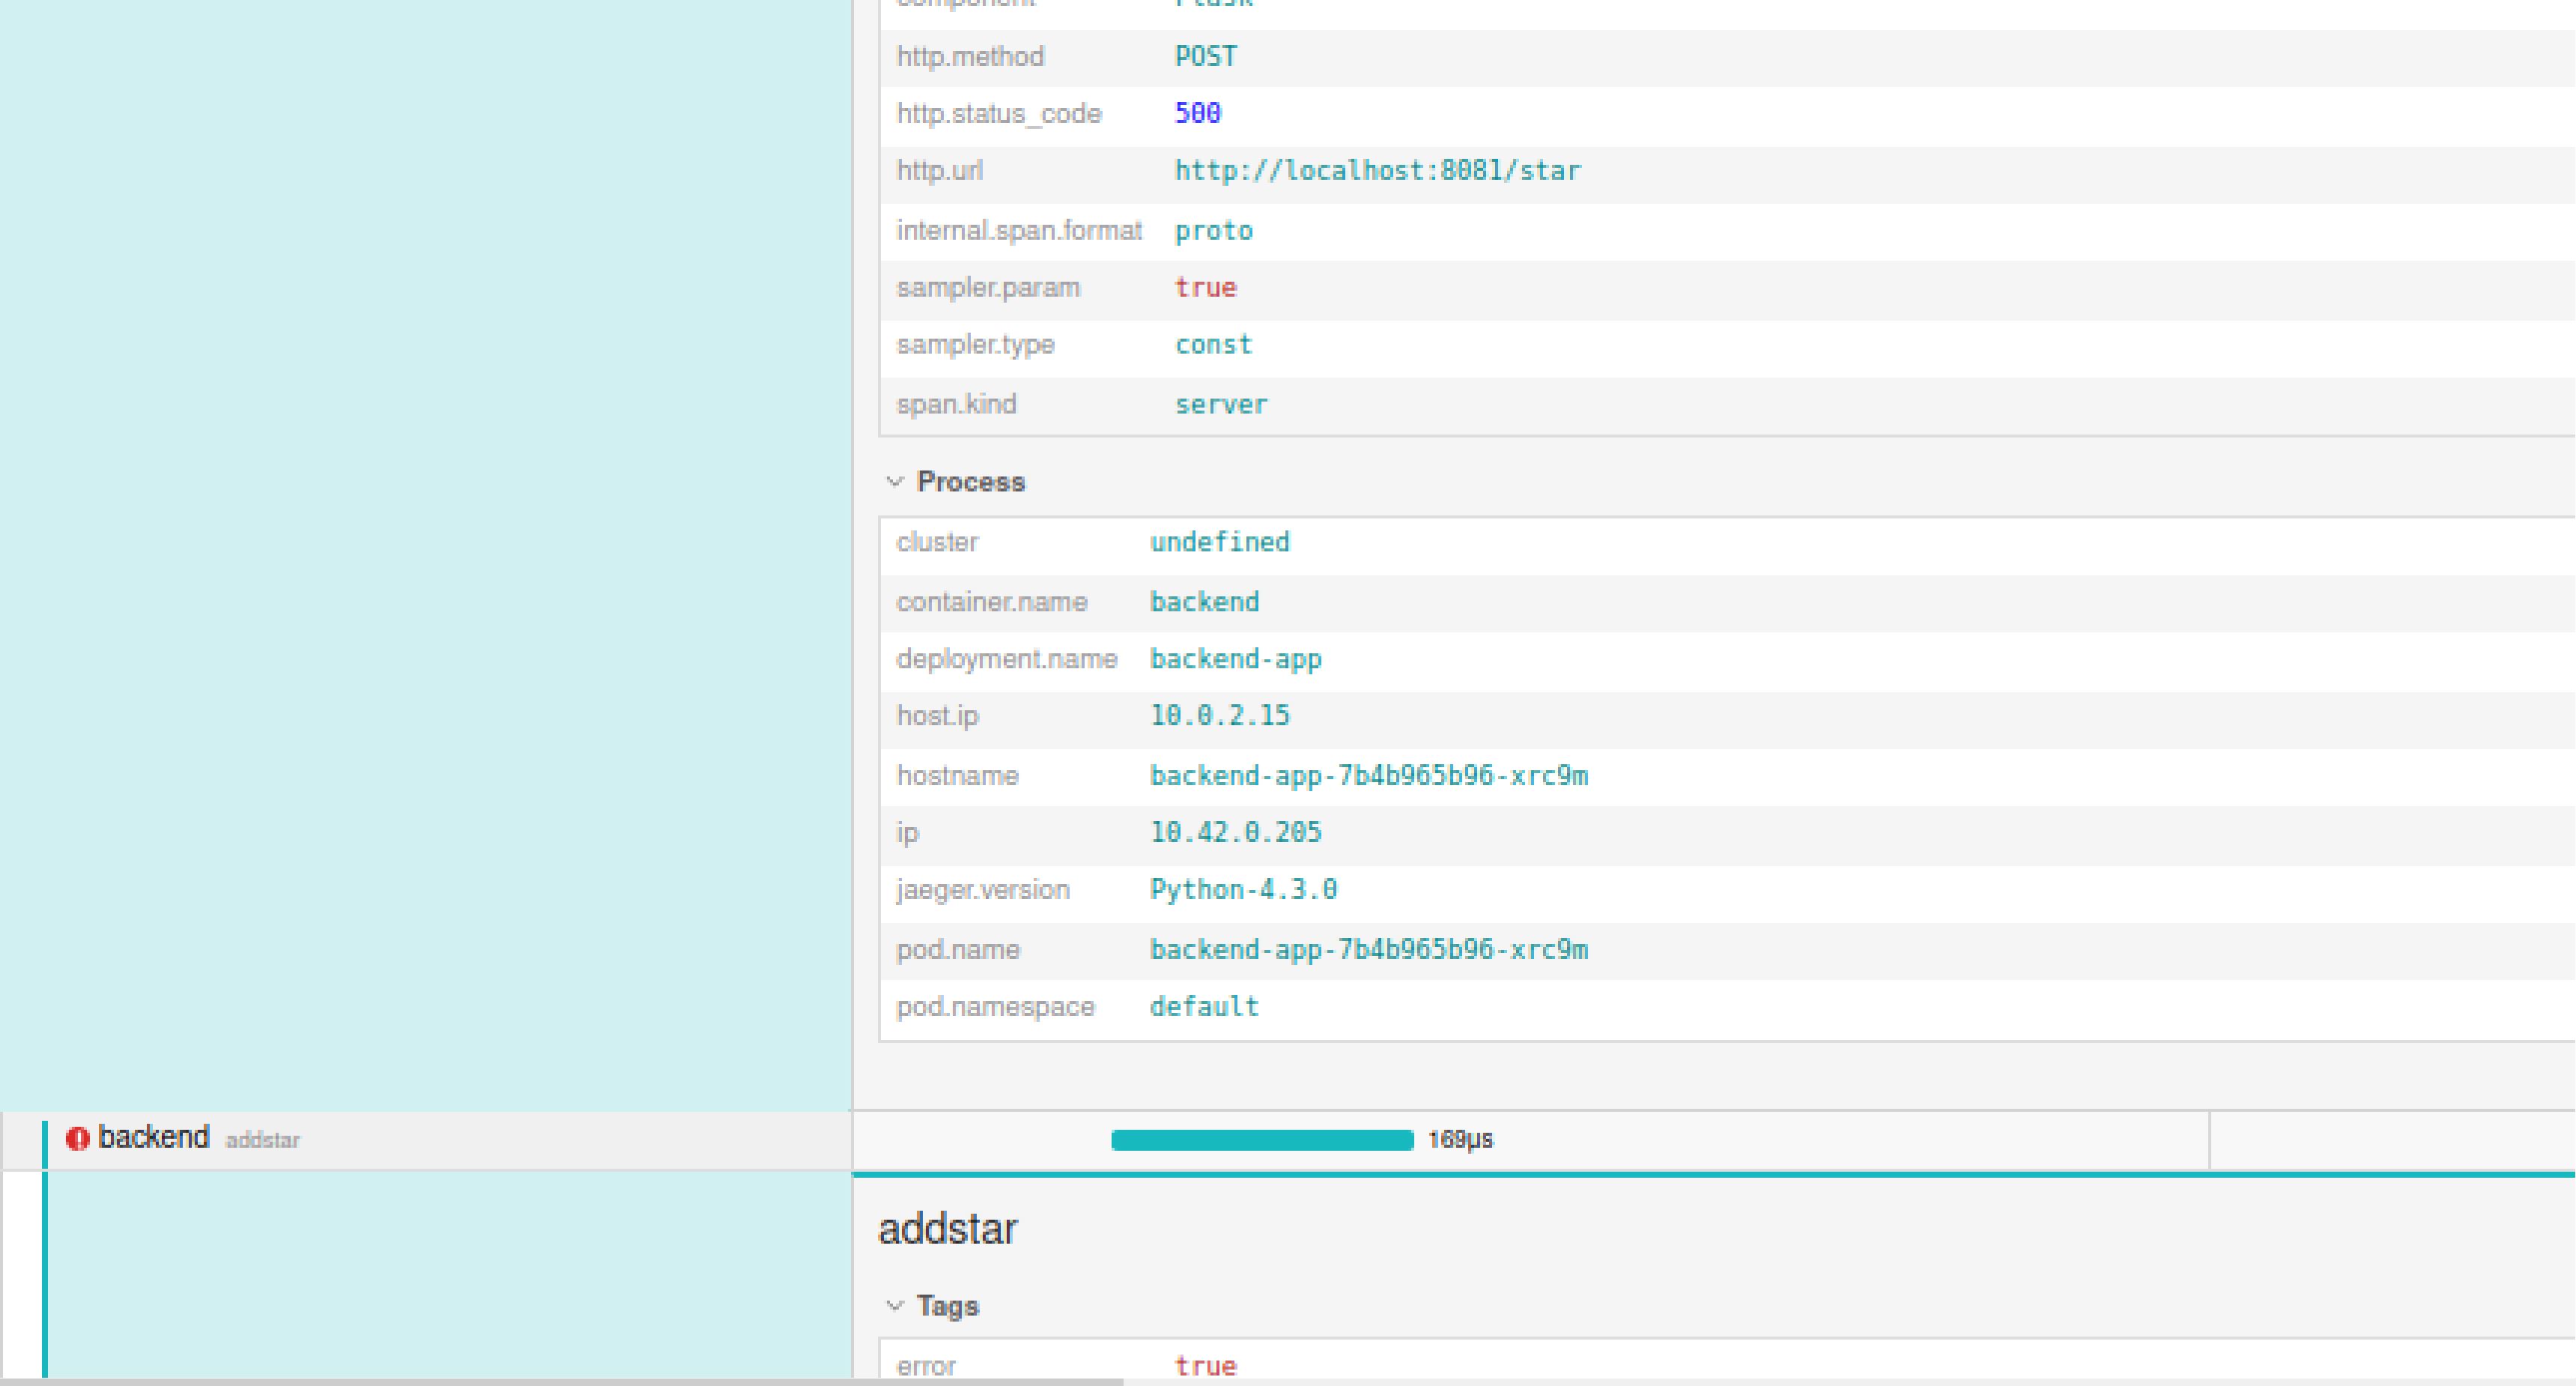 component Flask
http.method POST
http.status_code 500
http.url http://localhost:8081/star
internal.span.format proto
sampler.param true
sampler.type const
span.kind server
Process
cluster undefined
container.name backend
deployment.name backend-app
host.ip 10.0.2.15
hostname backend-app-7b4b965b96-xrc9m
ip 10.42.0.205
jaeger.version Python-4.3.0
pod.name backend-app-7b4b965b96-xrc9m
pod.namespace default
backend addstar 169μs
addstar
Tags
error true